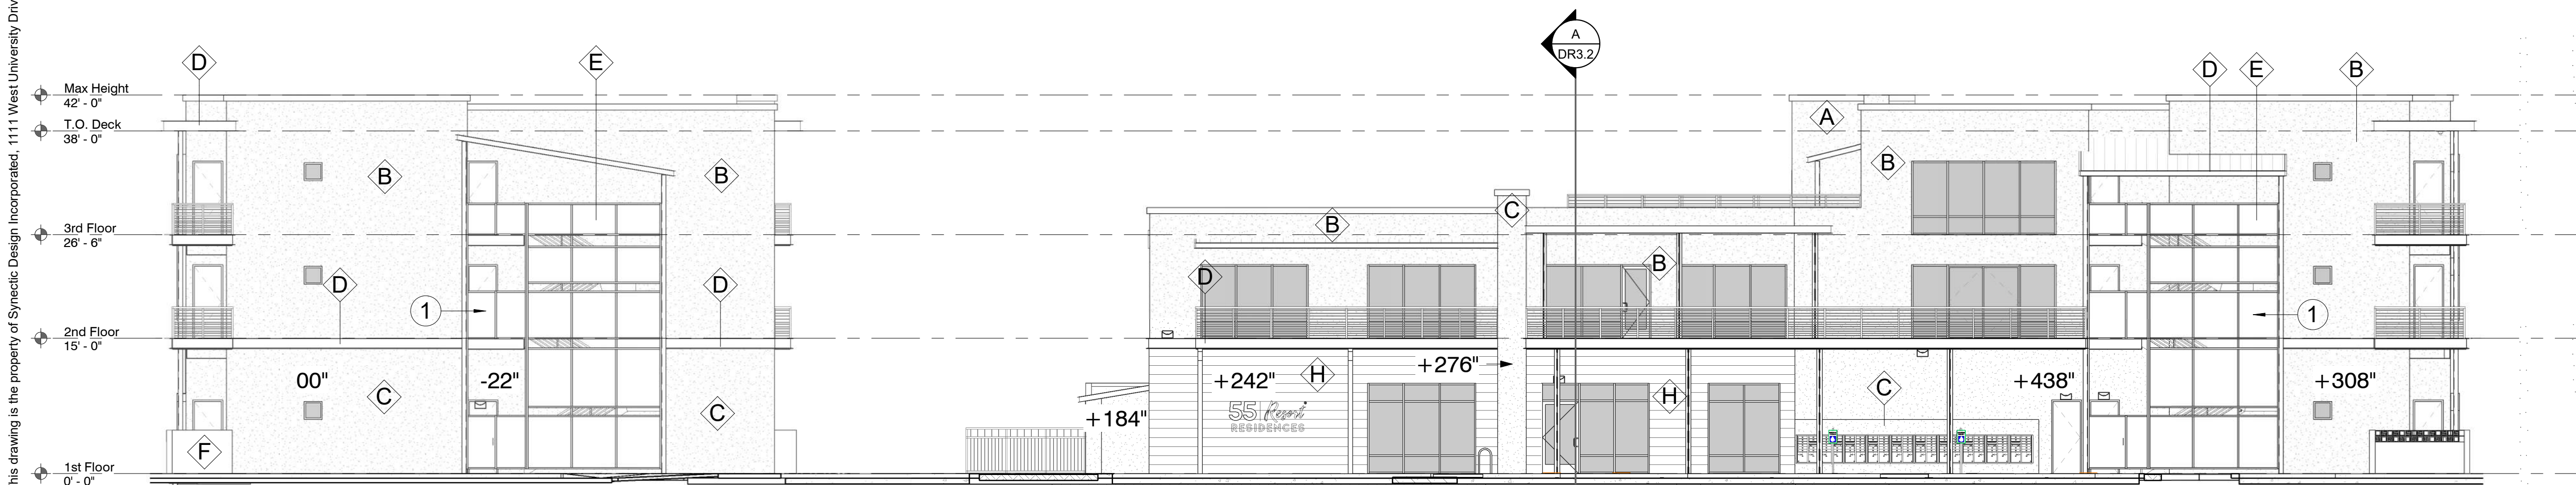 his drawing is the property of Synectic Design Incorporated, 1111 West University Driv
A
DR3.2
D
E
D
E
B
Max Height
42' - 0"
T.O. Deck
38' - 0"
A
B
B
B
3rd Floor
26' - 6"
C
B
B
D
D
D
1
1
2nd Floor
15' - 0"
00"
-22"
C
C
+184"
+242"
H
+276"
H
C
+438"
+308"
55 Resort
RESIDENCES
F
1st Floor
0' - 0"